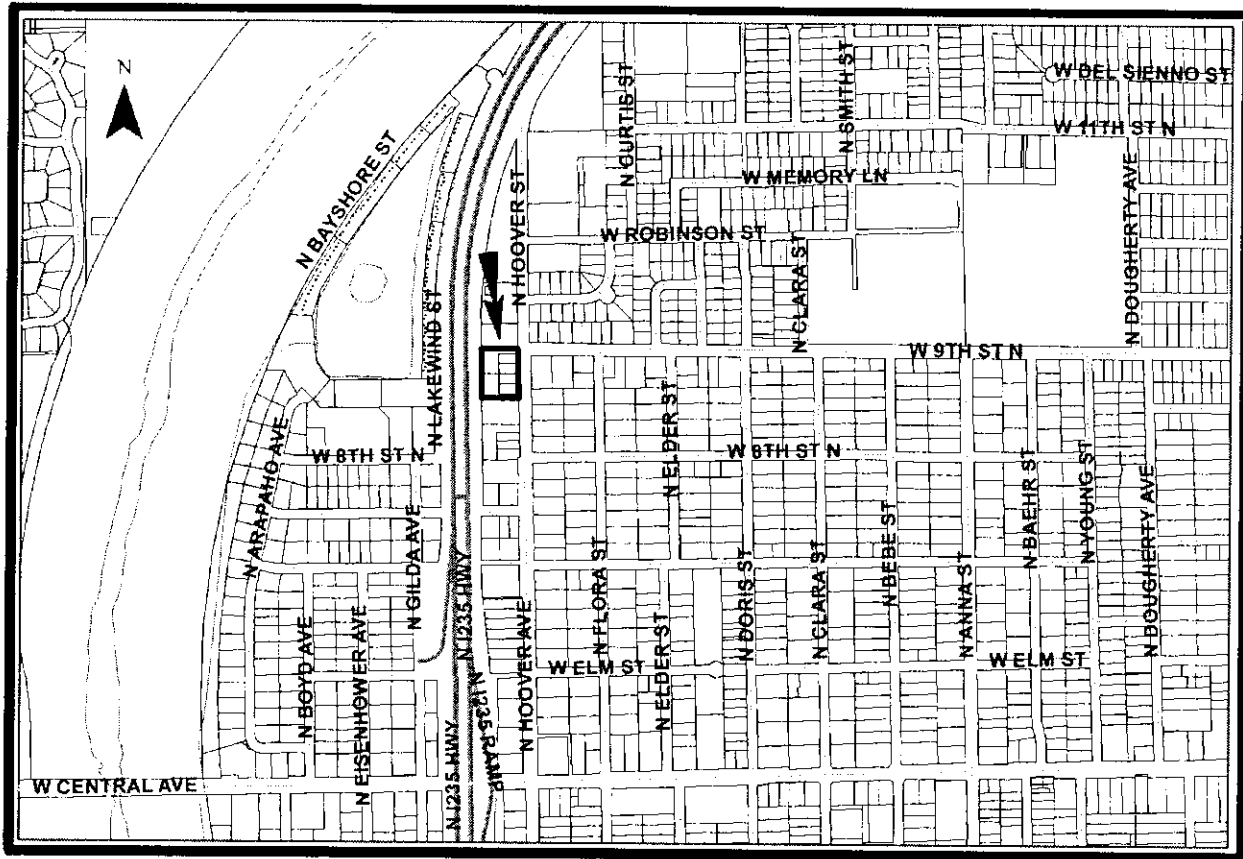 N
N BAYSHORE ST
N LAKEWIND ST
N HOOVER ST
N CURTIS ST
N SMITH ST
W DEL SIENNO ST
W 11TH ST N
W MEMORY LN
W ROBINSON ST
N CLARA ST
N DOUGHERTY AVE
W 9TH ST N
N ARAPAHO AVE
W 8TH ST N
N GILDA AVE
N ELDER ST
W 8TH ST N
N BAEHR ST
N YOUNG ST
N DOUGHERTY AVE
N BOYD AVE
N EISENHOWER AVE
N I235 HWY
N I235 HWY
N I235 RAMP
N HOOVER AVE
N FLORA ST
W ELM ST
N ELDER ST
N DORIS ST
N CLARA ST
N BEBE ST
N ANNA ST
W ELM ST
W CENTRAL AVE